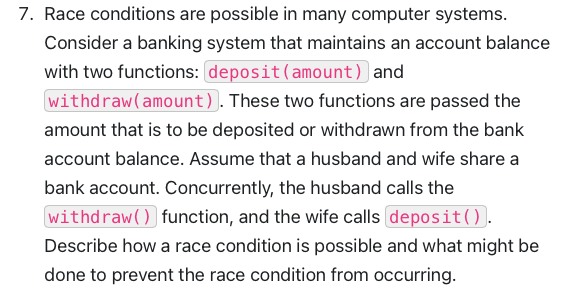 7. Race conditions are possible in many computer systems.
Consider a banking system that maintains an account balance
with two functions: deposit(amount) and
withdraw(amount). These two functions are passed the
amount that is to be deposited or withdrawn from the bank
account balance. Assume that a husband and wife share a
bank account. Concurrently, the husband calls the
withdraw() function, and the wife calls deposit().
Describe how a race condition is possible and what might be
done to prevent the race condition from occurring.